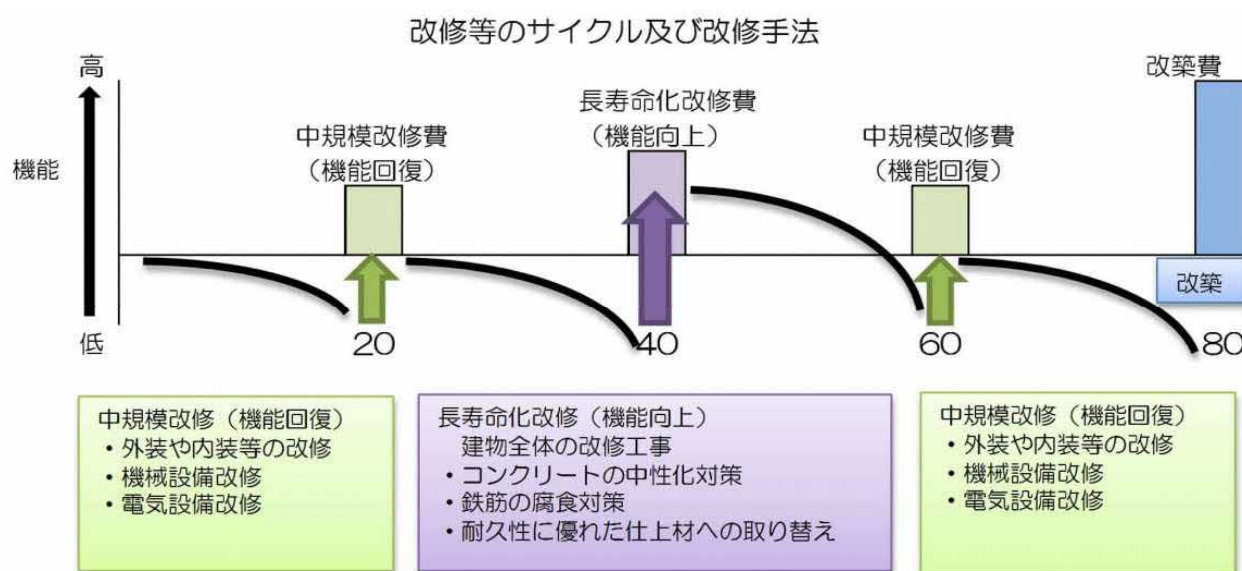 改修等のサイクル及び改修手法
高
機能
低
中規模改修費
（機能回復）
長寿命化改修費
（機能向上）
中規模改修費
（機能回復）
改築費
改築
20
40
60
80
中規模改修（機能回復）
・外装や内装等の改修
・機械設備改修
・電気設備改修
長寿命化改修（機能向上）
建物全体の改修工事
・コンクリートの中性化対策
・鉄筋の腐食対策
・耐久性に優れた仕上材への取り替え
中規模改修（機能回復）
・外装や内装等の改修
・機械設備改修
・電気設備改修